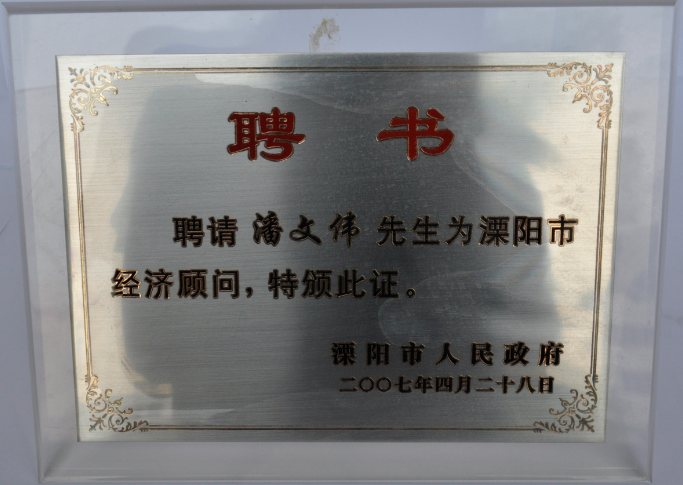 聘 书
聘请 潘文伟 先生为溧阳市
经济顾问，特颁此证。
溧阳市人民政府
二〇〇七年四月二十八日